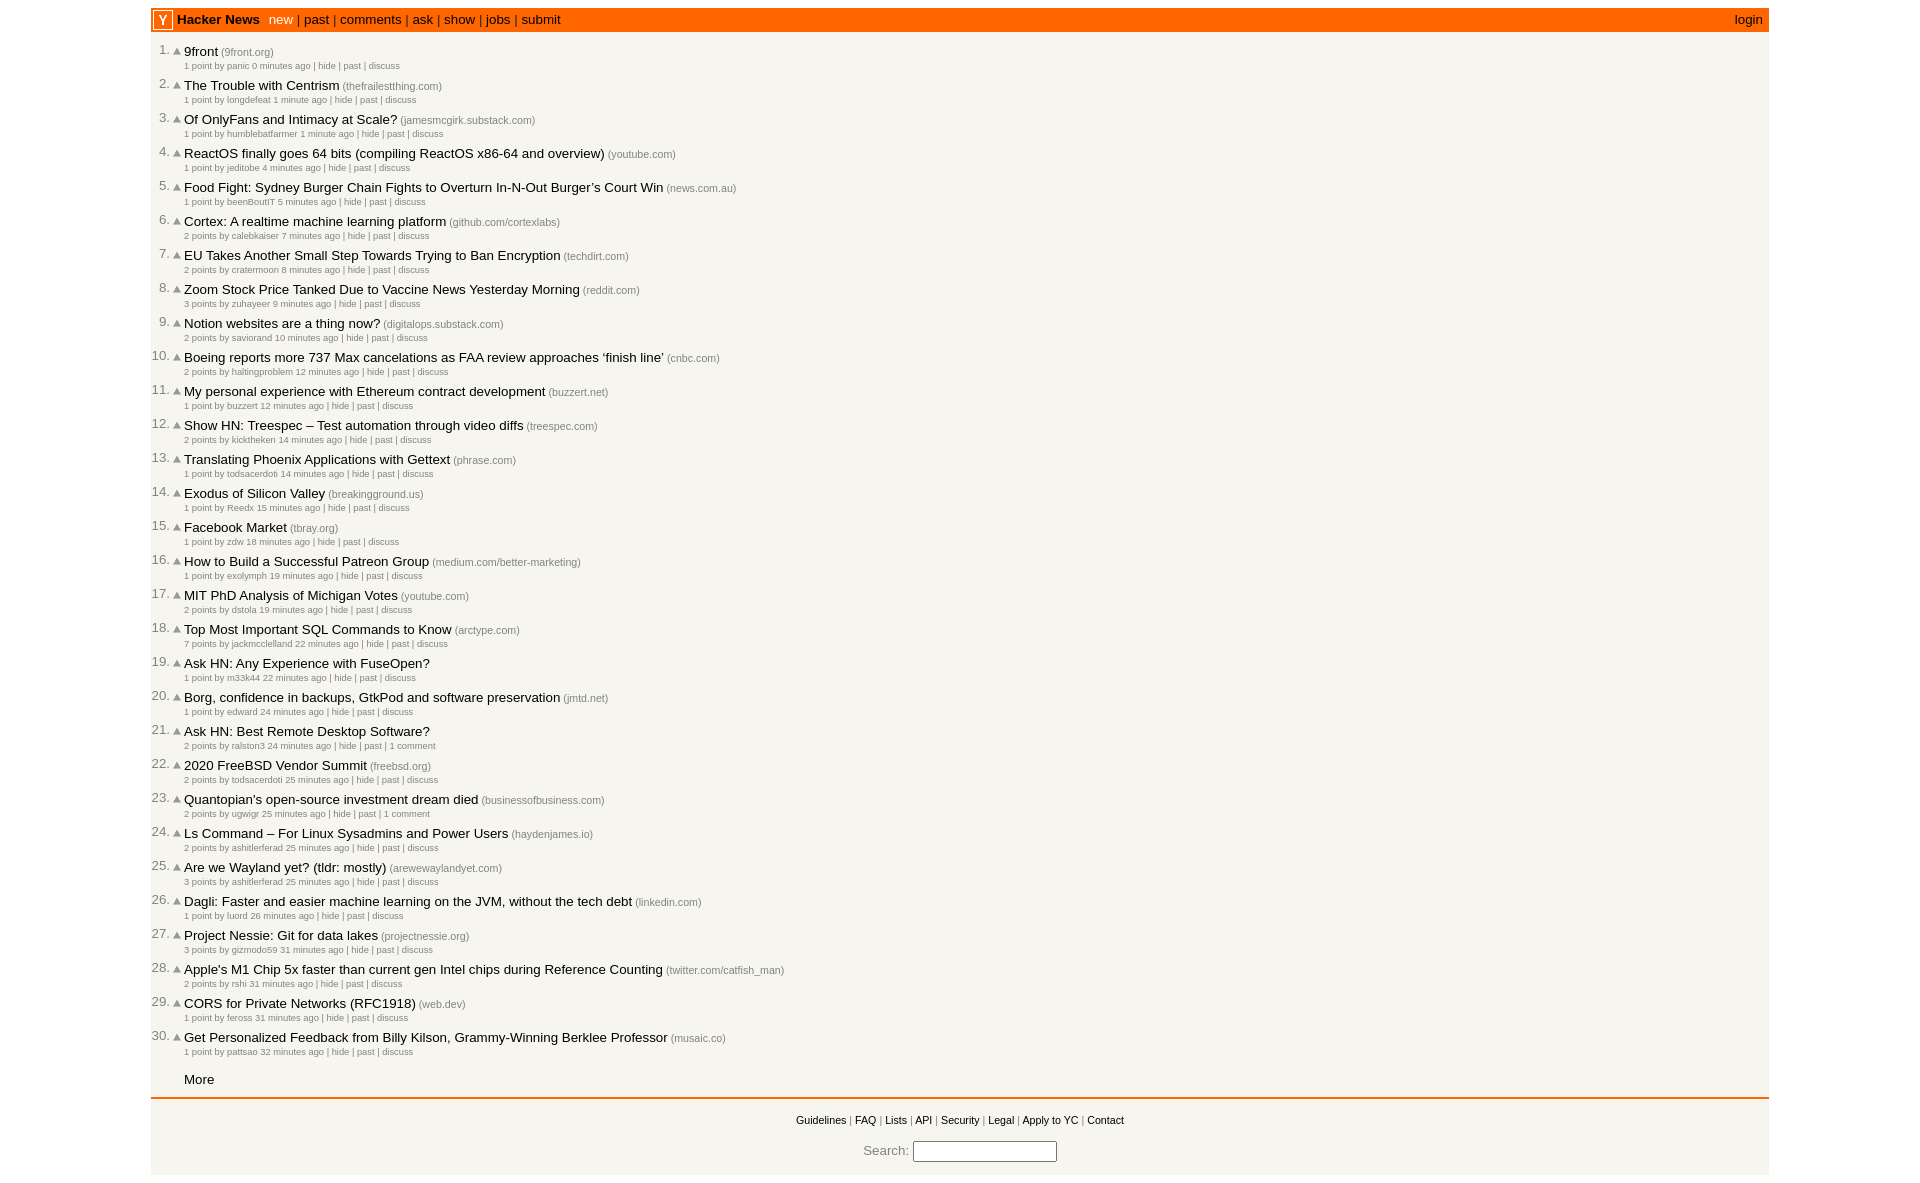 Y Hacker News new | past | comments | ask | show | jobs | submit login
1. 9front (9front.org)
1 point by panic 0 minutes ago | hide | past | discuss
2. The Trouble with Centrism (thefrailestthing.com)
1 point by longdefeat 1 minute ago | hide | past | discuss
3. Of OnlyFans and Intimacy at Scale? (jamesmcgirk.substack.com)
1 point by humblebatfarmer 1 minute ago | hide | past | discuss
4. ReactOS finally goes 64 bits (compiling ReactOS x86-64 and overview) (youtube.com)
1 point by jeditobe 4 minutes ago | hide | past | discuss
5. Food Fight: Sydney Burger Chain Fights to Overturn In-N-Out Burger’s Court Win (news.com.au)
1 point by beenBoutIT 5 minutes ago | hide | past | discuss
6. Cortex: A realtime machine learning platform (github.com/cortexlabs)
2 points by calebkaiser 7 minutes ago | hide | past | discuss
7. EU Takes Another Small Step Towards Trying to Ban Encryption (techdirt.com)
2 points by cratermoon 8 minutes ago | hide | past | discuss
8. Zoom Stock Price Tanked Due to Vaccine News Yesterday Morning (reddit.com)
3 points by zuhayeer 9 minutes ago | hide | past | discuss
9. Notion websites are a thing now? (digitalops.substack.com)
2 points by saviorand 10 minutes ago | hide | past | discuss
10. Boeing reports more 737 Max cancelations as FAA review approaches ‘finish line’ (cnbc.com)
2 points by haltingproblem 12 minutes ago | hide | past | discuss
11. My personal experience with Ethereum contract development (buzzert.net)
1 point by buzzert 12 minutes ago | hide | past | discuss
12. Show HN: Treespec – Test automation through video diffs (treespec.com)
2 points by kicktheken 14 minutes ago | hide | past | discuss
13. Translating Phoenix Applications with Gettext (phrase.com)
1 point by todsacerdoti 14 minutes ago | hide | past | discuss
14. Exodus of Silicon Valley (breakingground.us)
1 point by Reedx 15 minutes ago | hide | past | discuss
15. Facebook Market (tbray.org)
1 point by zdw 18 minutes ago | hide | past | discuss
16. How to Build a Successful Patreon Group (medium.com/better-marketing)
1 point by exolymph 19 minutes ago | hide | past | discuss
17. MIT PhD Analysis of Michigan Votes (youtube.com)
2 points by dstola 19 minutes ago | hide | past | discuss
18. Top Most Important SQL Commands to Know (arctype.com)
7 points by jackmcclelland 22 minutes ago | hide | past | discuss
19. Ask HN: Any Experience with FuseOpen?
1 point by m33k44 22 minutes ago | hide | past | discuss
20. Borg, confidence in backups, GtkPod and software preservation (jmtd.net)
1 point by edward 24 minutes ago | hide | past | discuss
21. Ask HN: Best Remote Desktop Software?
2 points by ralston3 24 minutes ago | hide | past | 1 comment
22. 2020 FreeBSD Vendor Summit (freebsd.org)
2 points by todsacerdoti 25 minutes ago | hide | past | discuss
23. Quantopian's open-source investment dream died (businessofbusiness.com)
2 points by ugwigr 25 minutes ago | hide | past | 1 comment
24. Ls Command – For Linux Sysadmins and Power Users (haydenjames.io)
2 points by ashitlerferad 25 minutes ago | hide | past | discuss
25. Are we Wayland yet? (tldr: mostly) (arewewaylandyet.com)
3 points by ashitlerferad 25 minutes ago | hide | past | discuss
26. Dagli: Faster and easier machine learning on the JVM, without the tech debt (linkedin.com)
1 point by luord 26 minutes ago | hide | past | discuss
27. Project Nessie: Git for data lakes (projectnessie.org)
3 points by gizmodo59 31 minutes ago | hide | past | discuss
28. Apple's M1 Chip 5x faster than current gen Intel chips during Reference Counting (twitter.com/catfish_man)
2 points by rshi 31 minutes ago | hide | past | discuss
29. CORS for Private Networks (RFC1918) (web.dev)
1 point by feross 31 minutes ago | hide | past | discuss
30. Get Personalized Feedback from Billy Kilson, Grammy-Winning Berklee Professor (musaic.co)
1 point by pattsao 32 minutes ago | hide | past | discuss
More
Guidelines | FAQ | Lists | API | Security | Legal | Apply to YC | Contact
Search: